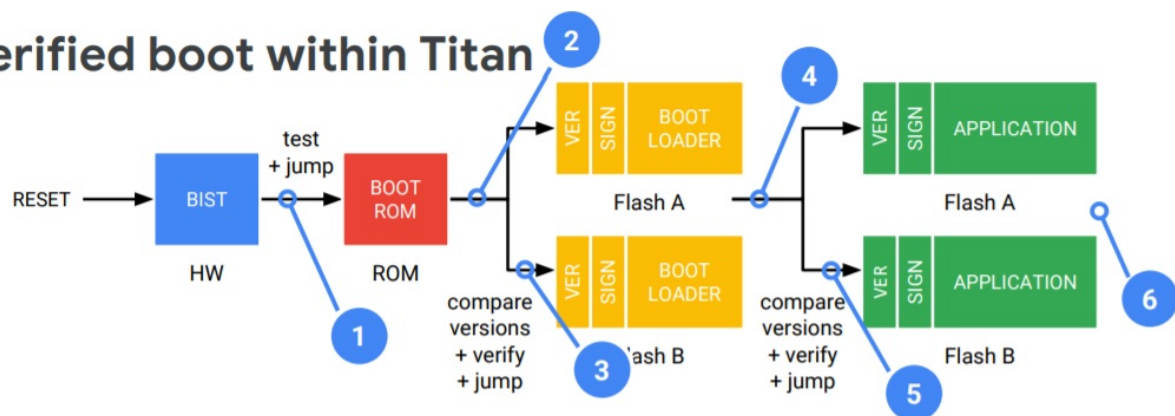 erified boot within Titan
2
4
VER
SIGN
BOOT
LOADER
VER
SIGN
APPLICATION
test
+ jump
RESET
BIST
BOOT
ROM
Flash A
Flash A
HW
ROM
VER
SIGN
BOOT
LOADER
VER
SIGN
APPLICATION
6
compare
versions
+ verify
+ jump
compare
versions
+ verify
+ jump
1
3
lash B
Flash B
5